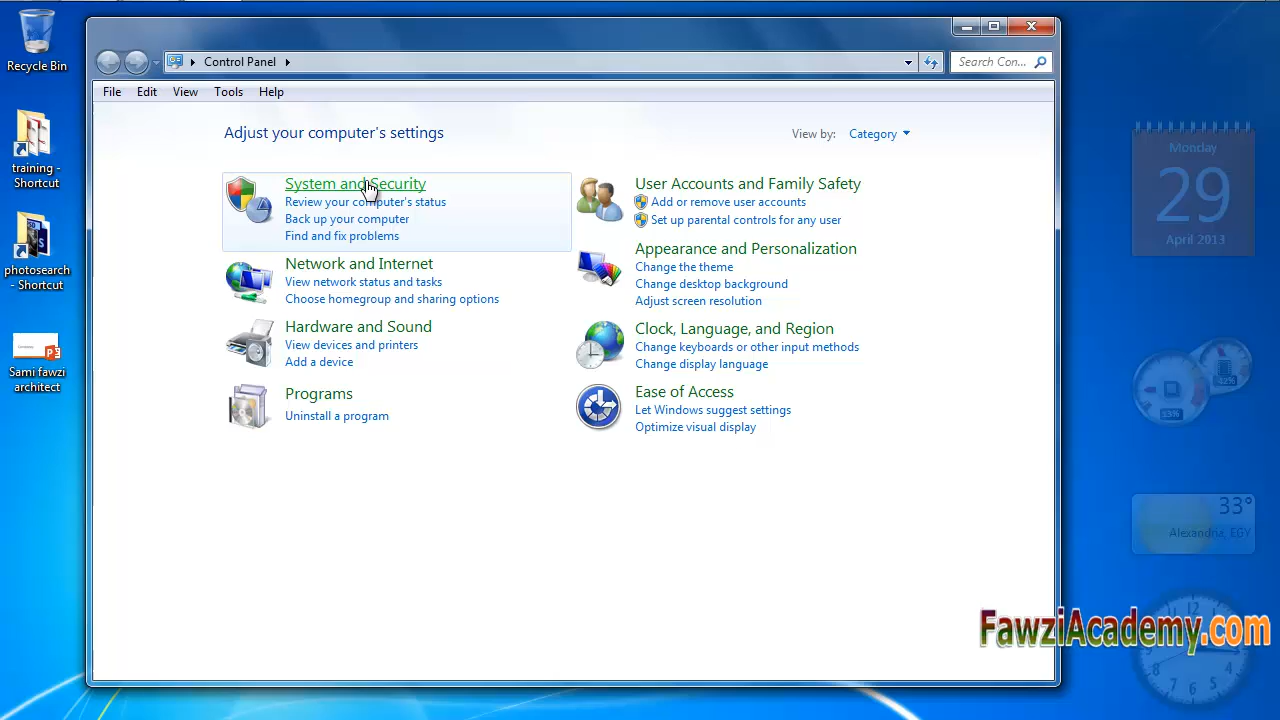 Recycle Bin
training -
Shortcut
photosearch
- Shortcut
Sami fawzi
architect
Control Panel
Search Con...
File Edit View Tools Help
Adjust your computer's settings
View by: Category
System and Security
Review your computer's status
Back up your computer
Find and fix problems
Network and Internet
View network status and tasks
Choose homegroup and sharing options
Hardware and Sound
View devices and printers
Add a device
Programs
Uninstall a program
User Accounts and Family Safety
Add or remove user accounts
Set up parental controls for any user
Appearance and Personalization
Change the theme
Change desktop background
Adjust screen resolution
Clock, Language, and Region
Change keyboards or other input methods
Change display language
Ease of Access
Let Windows suggest settings
Optimize visual display
Monday
29
April 2013
33°
Alexandria, EGY
FawziAcademy.com